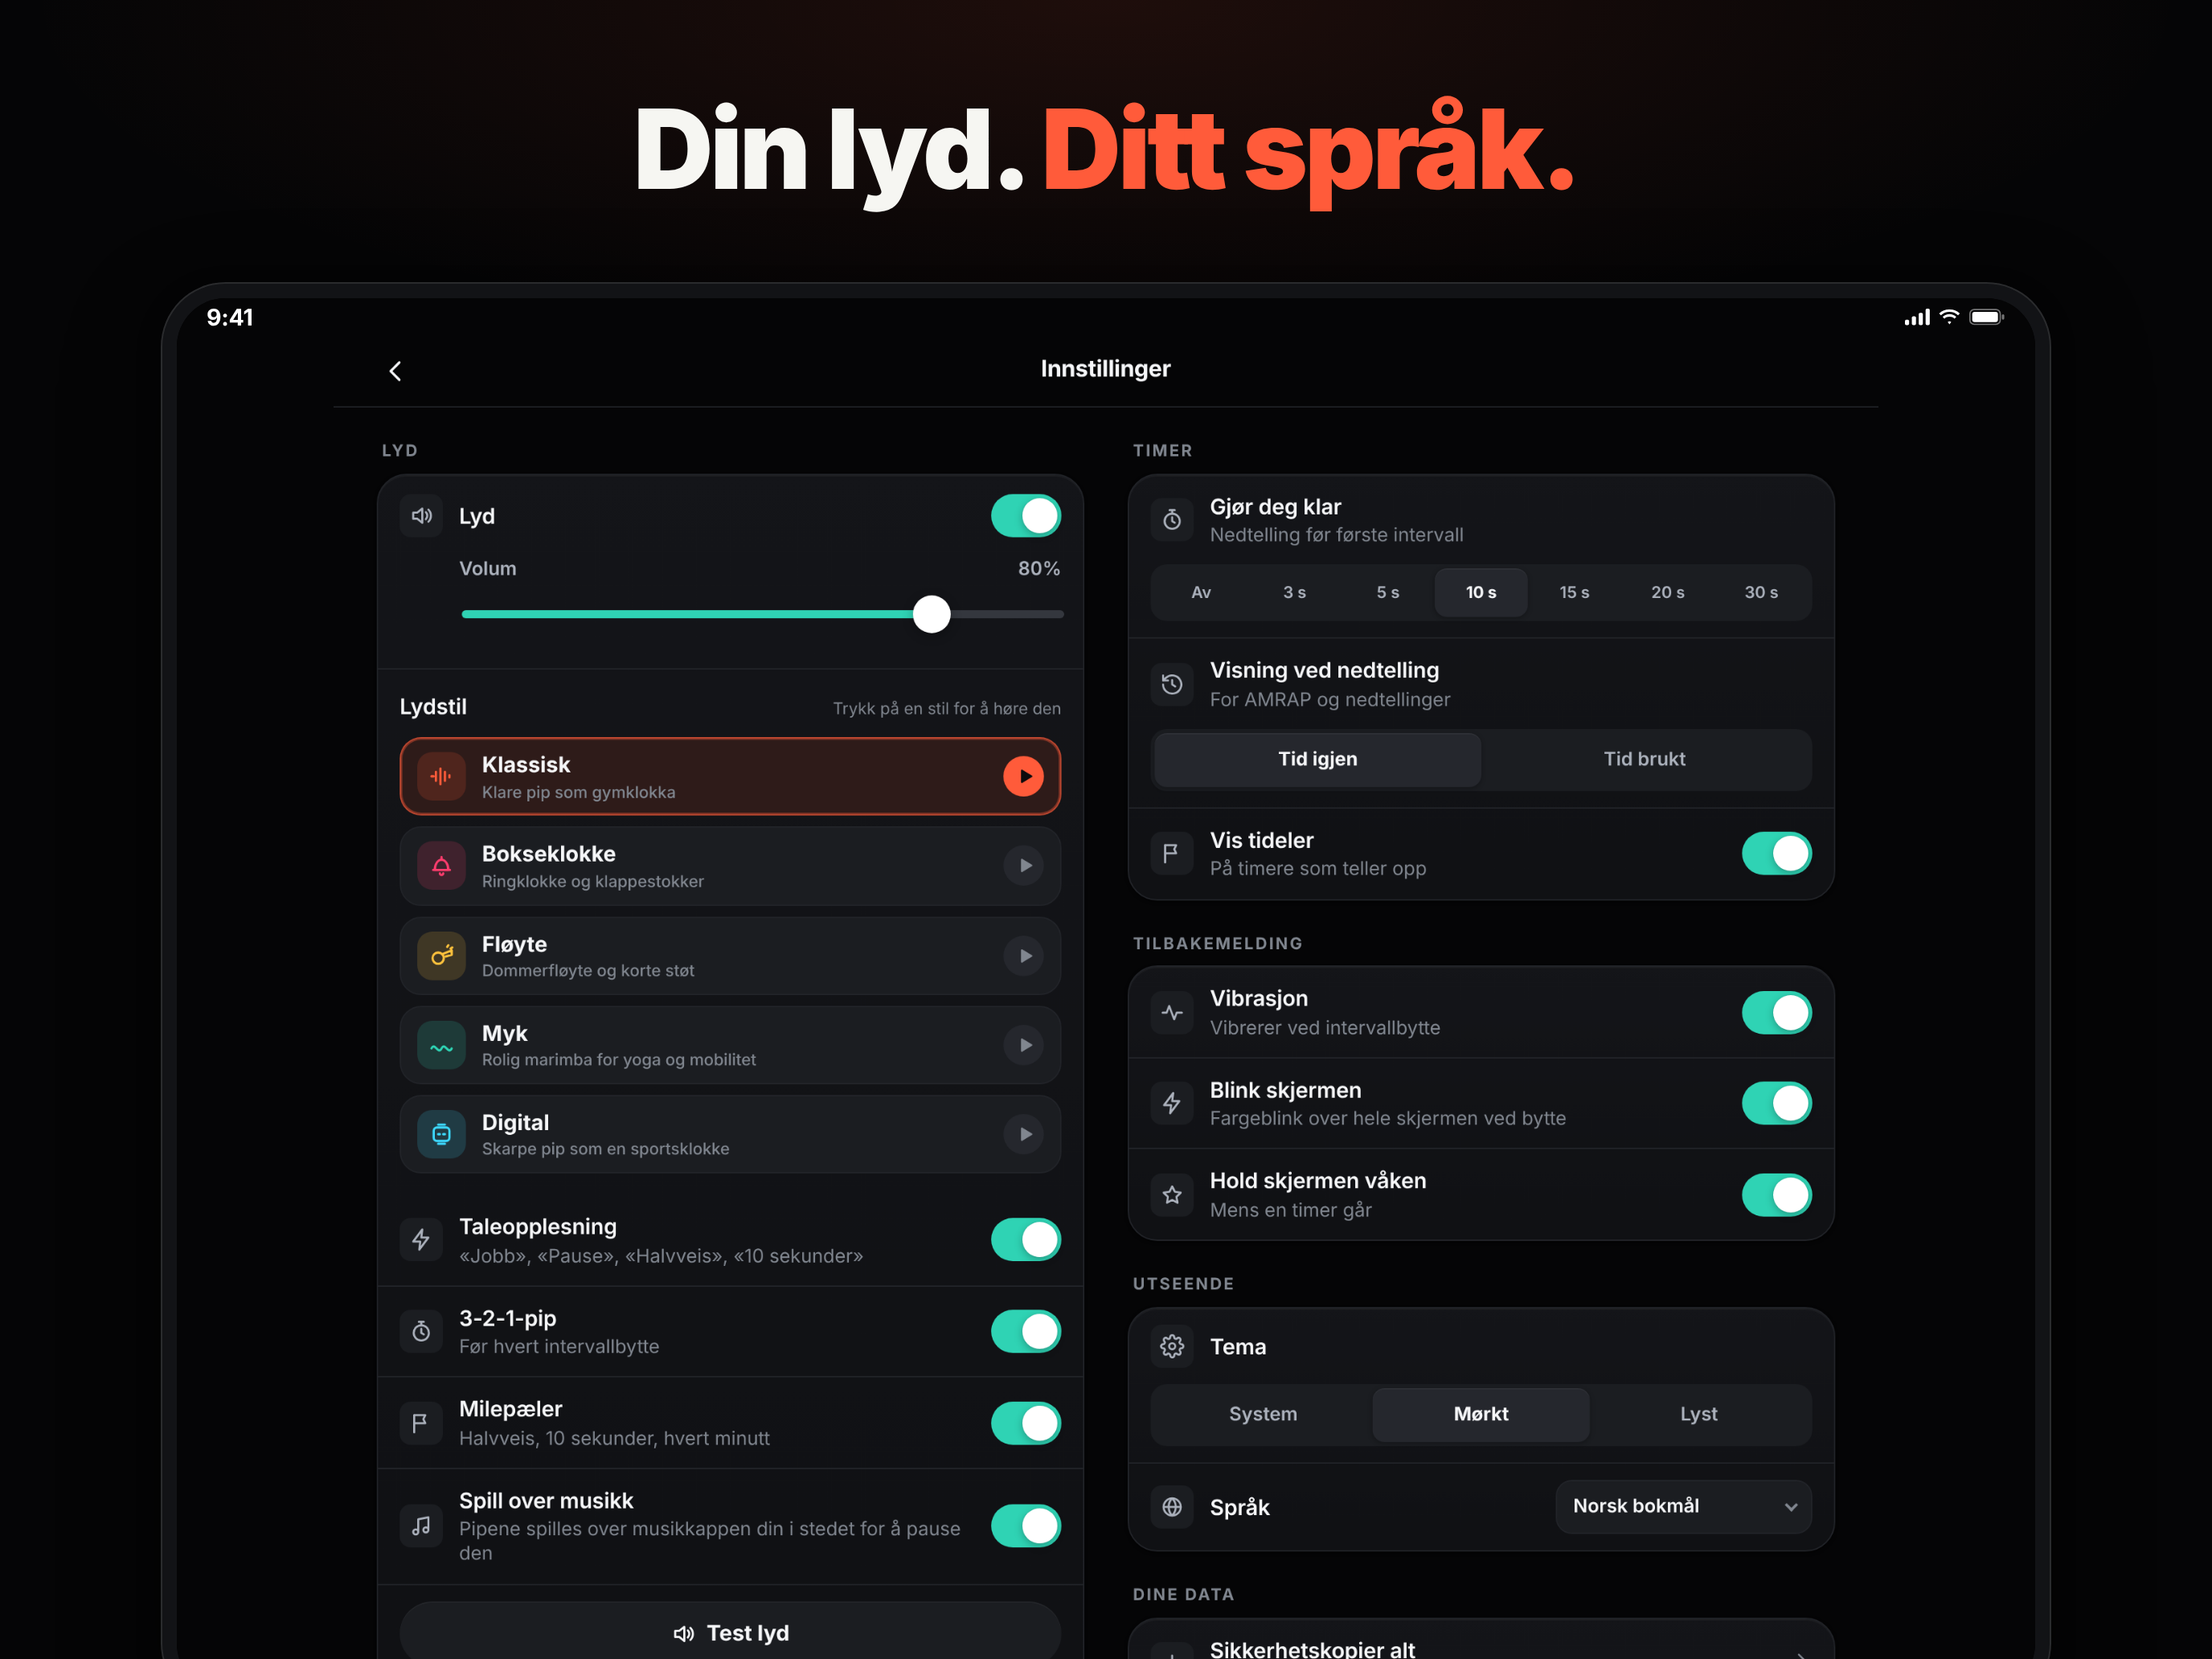 Din lyd. Ditt språk.
9:41
Innstillinger
LYD
Lyd
Volum
80%
Lydstil
Trykk på en stil for å høre den
Klassisk
Klare pip som gymklokka
Bokseklokke
Ringklokke og klappestokker
Fløyte
Dommerfløyte og korte støt
Myk
Rolig marimba for yoga og mobilitet
Digital
Skarpe pip som en sportsklokke
Taleopplesning
«Jobb», «Pause», «Halvveis», «10 sekunder»
3-2-1-pip
Før hvert intervallbytte
Milepæler
Halvveis, 10 sekunder, hvert minutt
Spill over musikk
Pipene spilles over musikkappen din i stedet for å pause
den
Test lyd
TIMER
Gjør deg klar
Nedtelling før første intervall
Av 3 s 5 s 10 s 15 s 20 s 30 s
Visning ved nedtelling
For AMRAP og nedtellinger
Tid igjen Tid brukt
Vis tideler
På timere som teller opp
TILBAKEMELDING
Vibrasjon
Vibrerer ved intervallbytte
Blink skjermen
Fargeblink over hele skjermen ved bytte
Hold skjermen våken
Mens en timer går
UTSEENDE
Tema
System Mørkt Lyst
Språk
Norsk bokmål
DINE DATA
Sikkerhetskopier alt